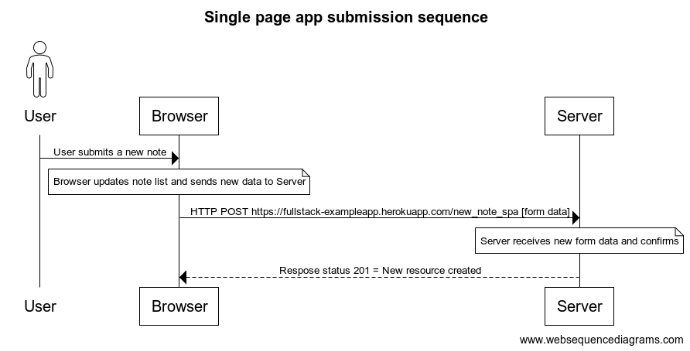 Single page app submission sequence
User
Browser
Server
User submits a new note
Browser updates note list and sends new data to Server
HTTP POST https://fullstack-exampleapp.herokuapp.com/new_note_spa [form data]
Server receives new form data and confirms
Respose status 201 = New resource created
User
Browser
Server
www.websequencediagrams.com